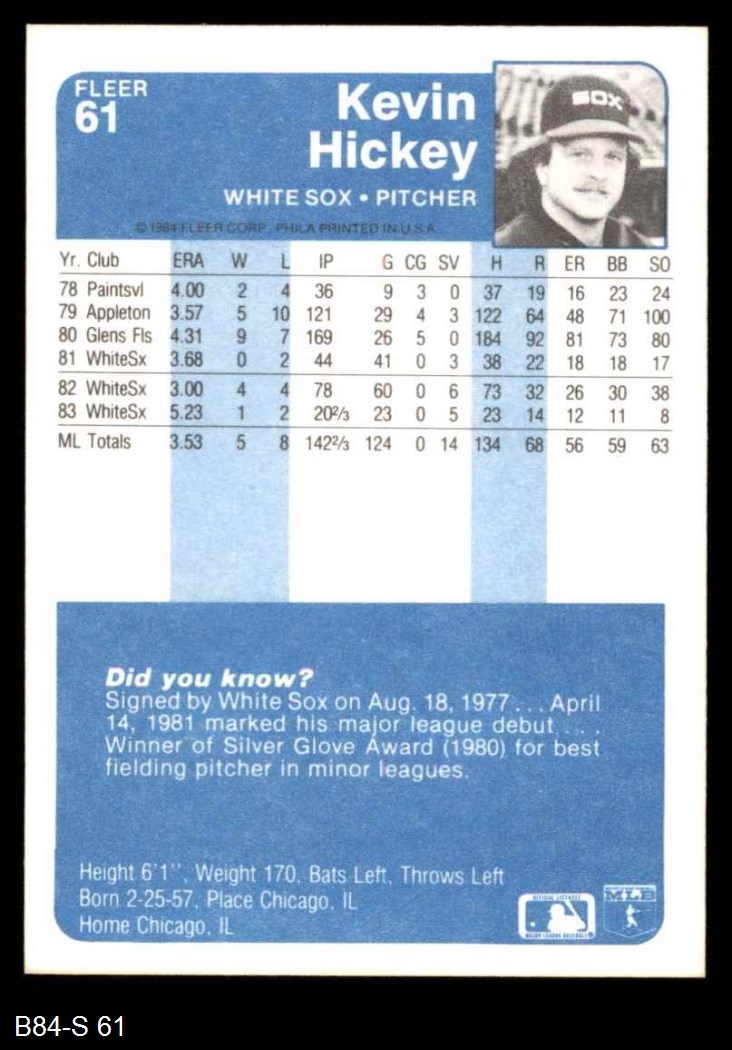 FLEER
61
Kevin
Hickey
WHITE SOX • PITCHER
© 1984 FLEER CORP. PHILA PRINTED IN U.S.A.
SOX
Yr. Club ERA W L IP G CG SV H R ER BB SO
78 Paintsvl 4.00 2 4 36 9 3 0 37 19 16 23 24
79 Appleton 3.57 5 10 121 29 4 3 122 64 48 71 100
80 Glens Fls 4.31 9 7 169 26 5 0 184 92 81 73 80
81 WhiteSx 3.68 0 2 44 41 0 3 38 22 18 18 17
82 WhiteSx 3.00 4 4 78 60 0 6 73 32 26 30 38
83 WhiteSx 5.23 1 2 202/3 23 0 5 23 14 12 11 8
ML Totals 3.53 5 8 1422/3 124 0 14 134 68 56 59 63
Did you know?
Signed by White Sox on Aug. 18, 1977 . . . April
14, 1981 marked his major league debut . . . .
Winner of Silver Glove Award (1980) for best
fielding pitcher in minor leagues.
Height 6'1", Weight 170, Bats Left, Throws Left
Born 2-25-57, Place Chicago, IL
Home Chicago, IL
OFFICIAL LICENSEE
MAJOR LEAGUE BASEBALL
MLB
B84-S 61